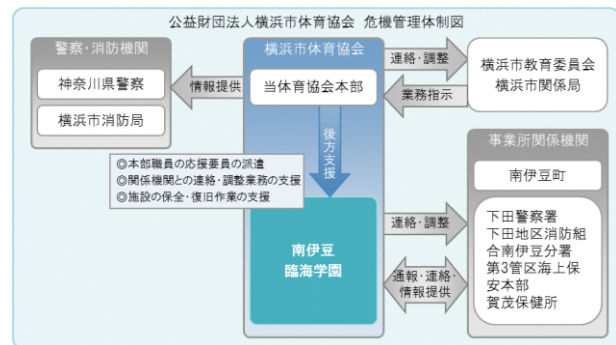 公益財団法人横浜市体育協会 危機管理体制図
警察・消防機関
神奈川県警察
横浜市消防局
情報提供
横浜市体育協会
当体育協会本部
後方支援
連絡・調整
業務指示
横浜市教育委員会
横浜市関係局
◎本部職員の応援要員の派遣
◎関係機関との連絡・調整業務の支援
◎施設の保全・復旧作業の支援
南伊豆
臨海学園
連絡・調整
通報・連絡・
情報提供
事業所関係機関
南伊豆町
下田警察署
下田地区消防組
合南伊豆分署
第3管区海上保
安本部
賀茂保健所